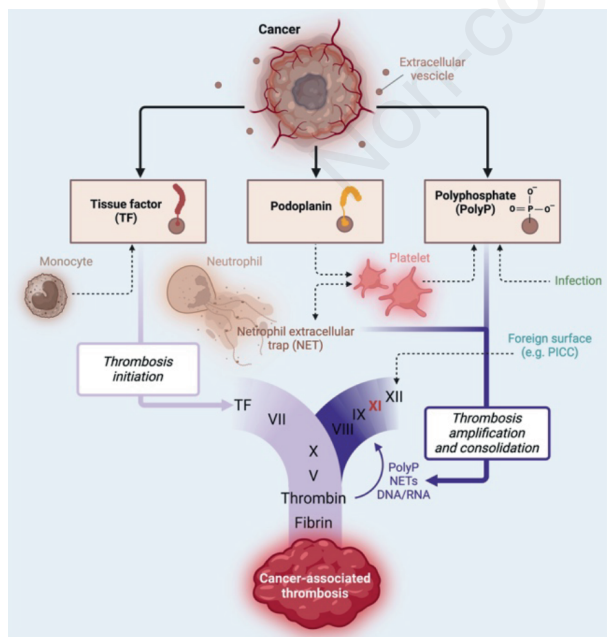 Cancer
Extracellular
vescicle
Non-co
Tissue factor
(TF)
Podoplanin
Polyphosphate
(PolyP)
O⁻
O=P-O⁻
O
Monocyte
Neutrophil
Platelet
Infection
Netrophil extracellular
trap (NET)
Foreign surface
(e.g. PICC)
Thrombosis
initiation
TF
VII
VIII
IX
XI
XII
X
V
Thrombin
Fibrin
Thrombosis
amplification
and consolidation
PolyP
NETs
DNA/RNA
Cancer-associated
thrombosis